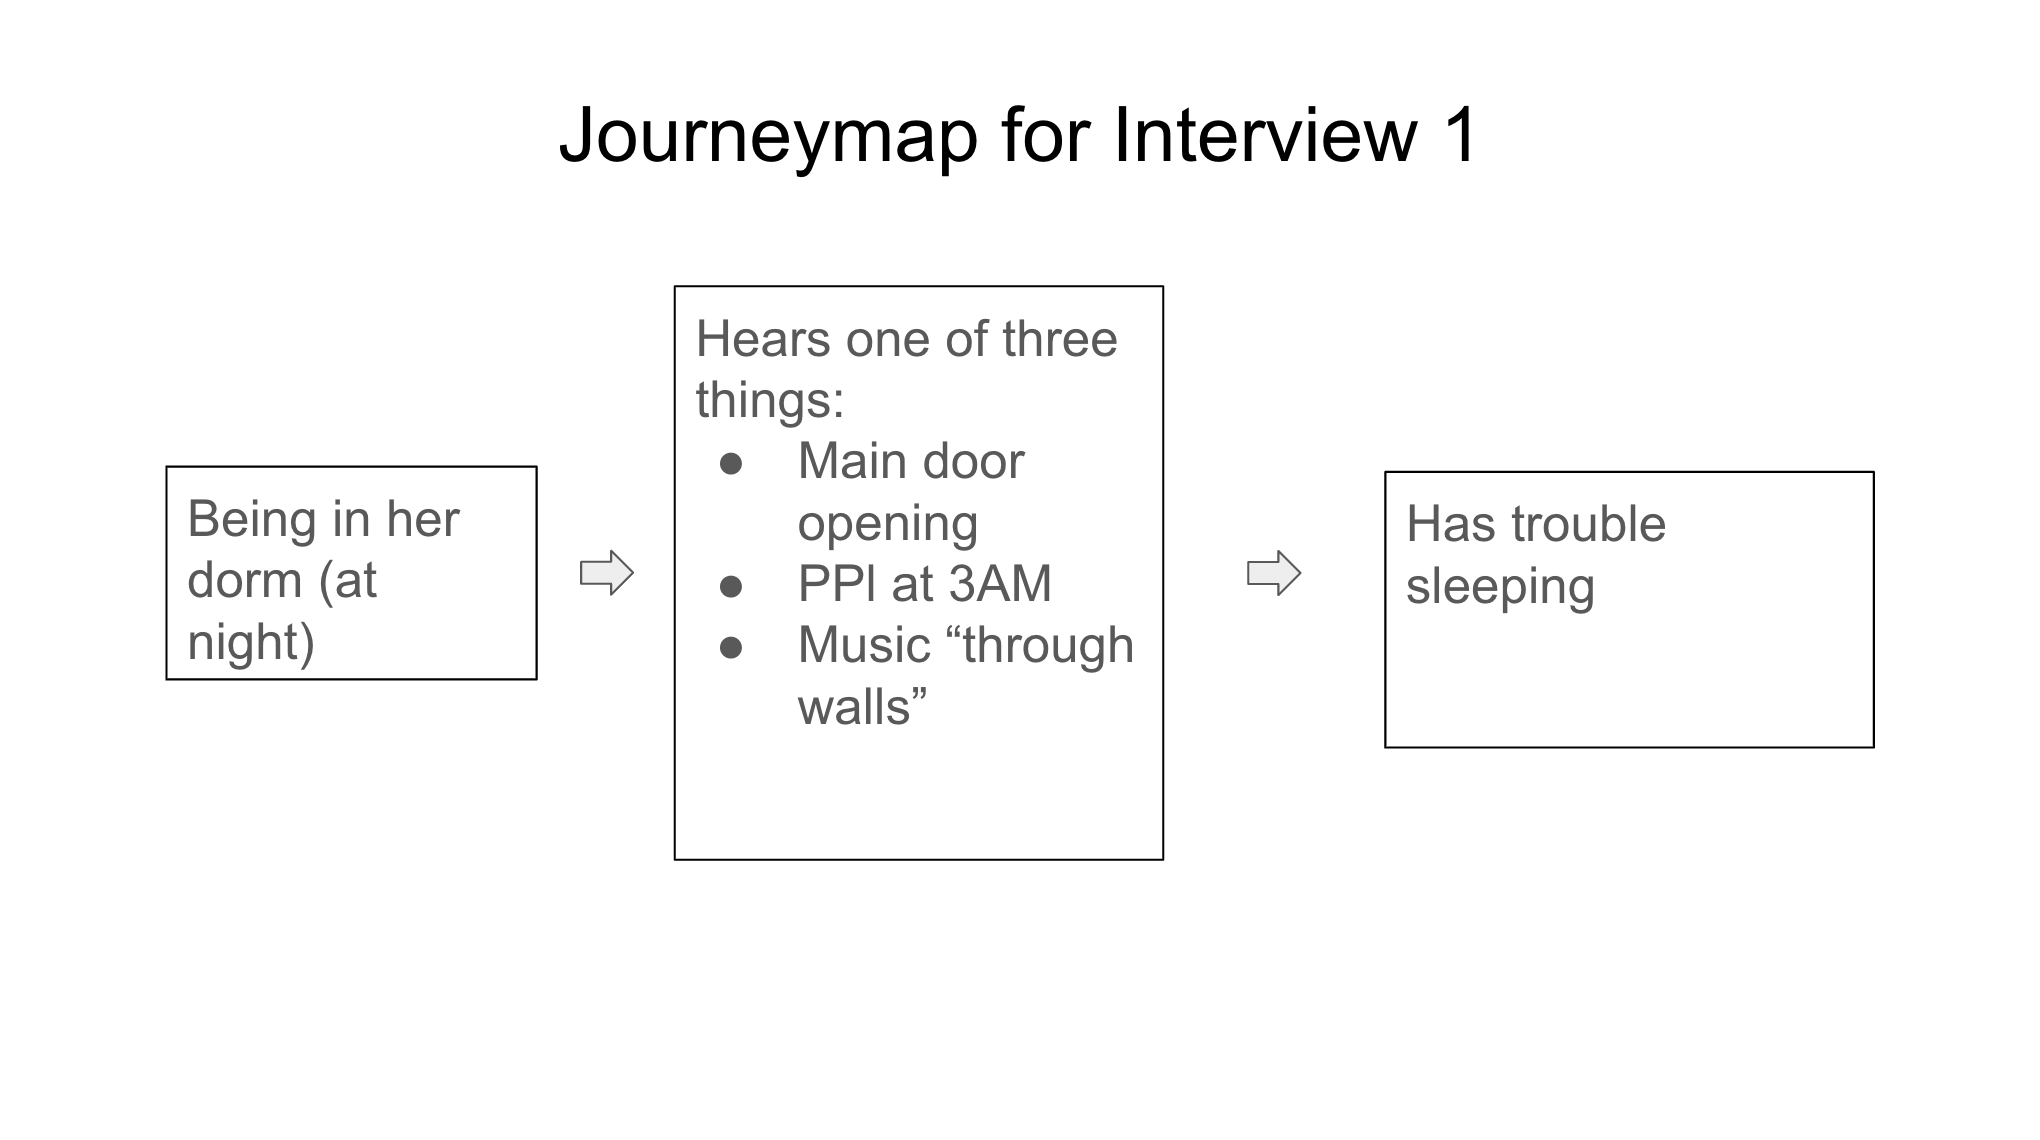 Journeymap for Interview 1
Being in her
dorm (at
night)
Hears one of three
things:
● Main door
opening
● PPl at 3AM
● Music “through
walls”
Has trouble
sleeping